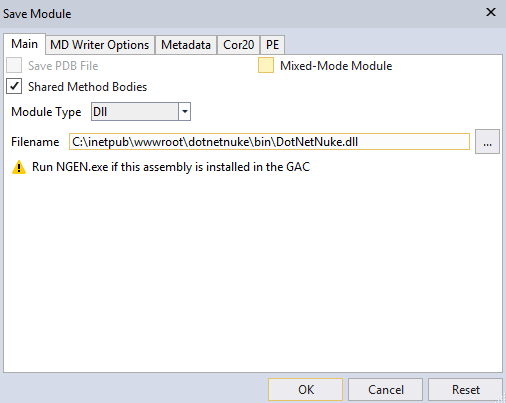 Save Module
Main MD Writer Options Metadata Cor20 PE
Save PDB File Mixed-Mode Module
Shared Method Bodies
Module Type Dll
Filename C:\inetpub\wwwroot\dotnetnuke\bin\DotNetNuke.dll ...
Run NGEN.exe if this assembly is installed in the GAC
OK Cancel Reset